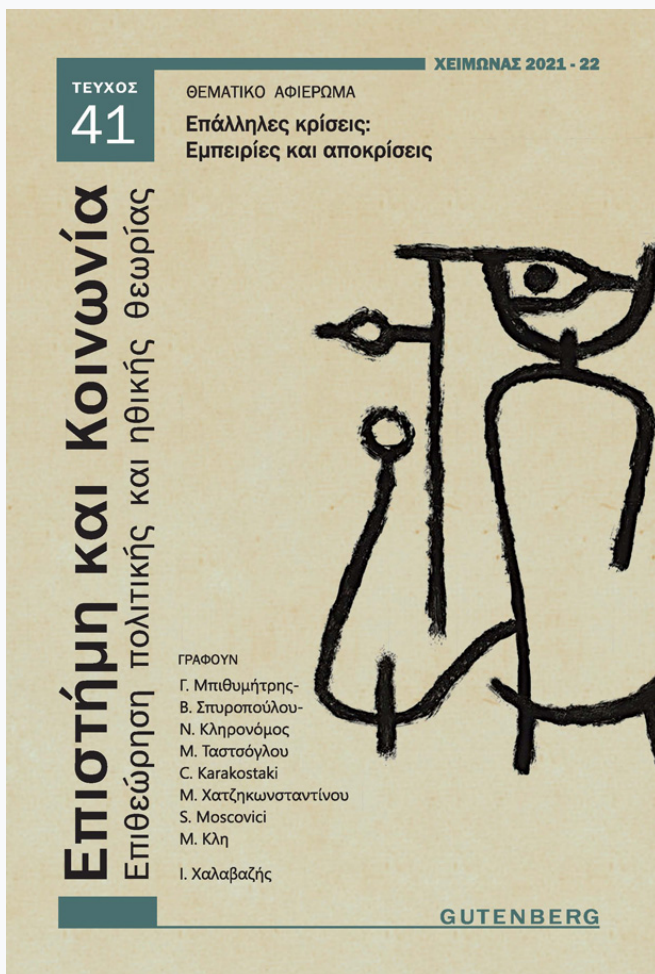 ΧΕΙΜΩΝΑΣ 2021 - 22
ΤΕΥΧΟΣ
41
ΘΕΜΑΤΙΚΟ ΑΦΙΕΡΩΜΑ
Επάλληλες κρίσεις:
Εμπειρίες και αποκρίσεις
Επιστήμη και Κοινωνία
Επιθεώρηση πολιτικής και ηθικής θεωρίας
ΓΡΑΦΟΥΝ
Γ. Μπιθυμήτρης-
Β. Σπυροπούλου-
Ν. Κληρονόμος
Μ. Ταστσόγλου
C. Karakostaki
Μ. Χατζηκωνσταντίνου
S. Moscovici
Μ. Κλη
Ι. Χαλαβαζής
GUTENBERG